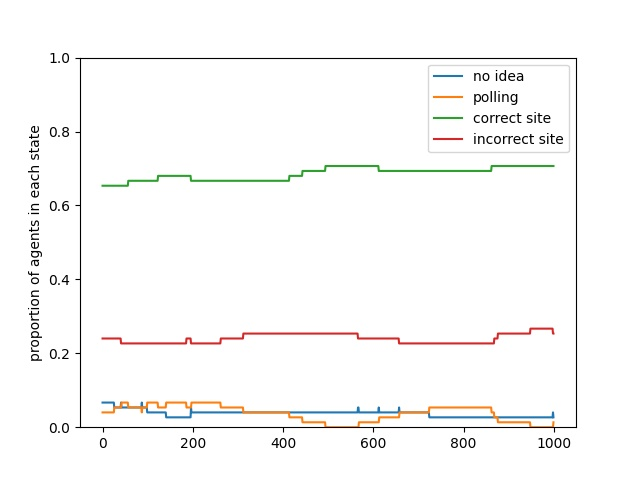 1.0
0.8
0.6
0.4
0.2
0.0
proportion of agents in each state
no idea
polling
correct site
incorrect site
0
200
400
600
800
1000